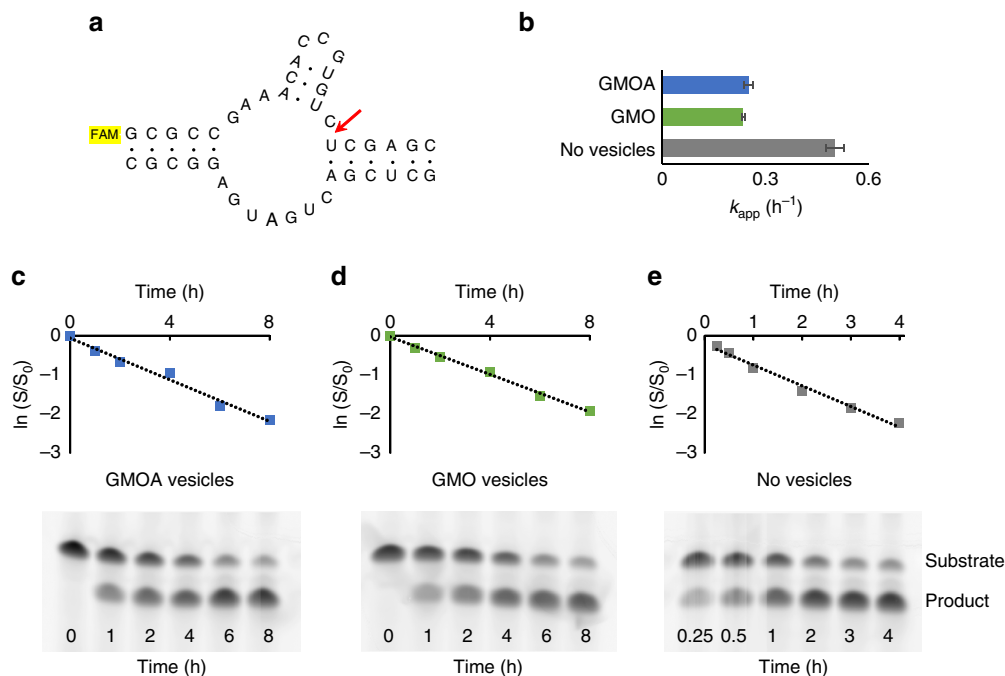 a
C C
A G
C • U
C • G
G A A A • U
C
FAM G C G C C
U C G A G C
• • • • • • • • • • •
C G C G G
A G C U C G
A G U A G U C
b
GMOA
GMO
No vesicles
0 0.3 0.6
k_app (h⁻¹)
c
Time (h)
0 4 8
0
–1
–2
–3
ln (S/S₀)
GMOA vesicles
0 1 2 4 6 8
Time (h)
d
Time (h)
0 4 8
0
–1
–2
–3
ln (S/S₀)
GMO vesicles
0 1 2 4 6 8
Time (h)
e
Time (h)
0 1 2 3 4
0
–1
–2
–3
ln (S/S₀)
No vesicles
Substrate
Product
0.25 0.5 1 2 3 4
Time (h)